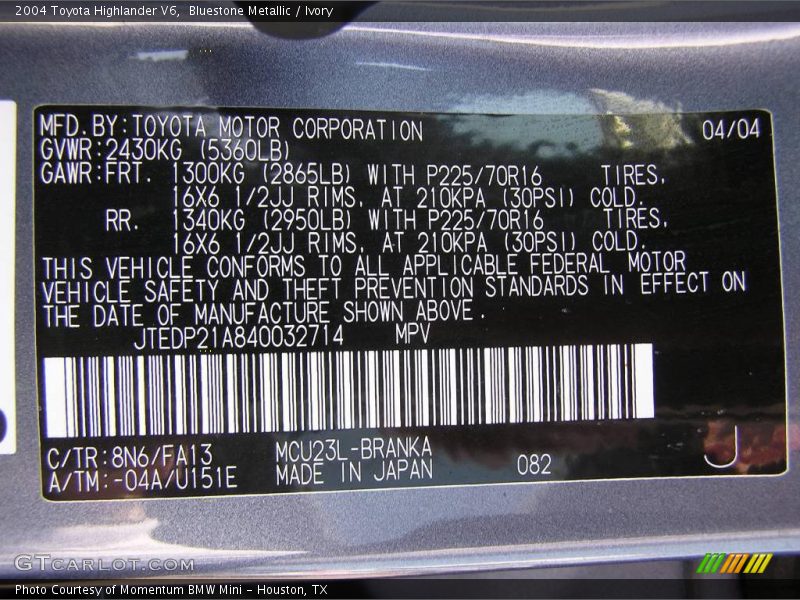 2004 Toyota Highlander V6, Bluestone Metallic / Ivory
MFD.BY:TOYOTA MOTOR CORPORATION 04/04
GVWR:2430KG (5360LB)
GAWR:FRT. 1300KG (2865LB) WITH P225/70R16 TIRES,
16X6 1/2JJ RIMS, AT 210KPA (30PSI) COLD.
RR. 1340KG (2950LB) WITH P225/70R16 TIRES,
16X6 1/2JJ RIMS, AT 210KPA (30PSI) COLD.
THIS VEHICLE CONFORMS TO ALL APPLICABLE FEDERAL MOTOR
VEHICLE SAFETY AND THEFT PREVENTION STANDARDS IN EFFECT ON
THE DATE OF MANUFACTURE SHOWN ABOVE.
JTEDP21A840032714 MPV
C/TR:8N6/FA13 MCU23L-BRANKA
A/TM:-04A/U151E MADE IN JAPAN 082 J
GTCARLOT.COM
Photo Courtesy of Momentum BMW Mini - Houston, TX